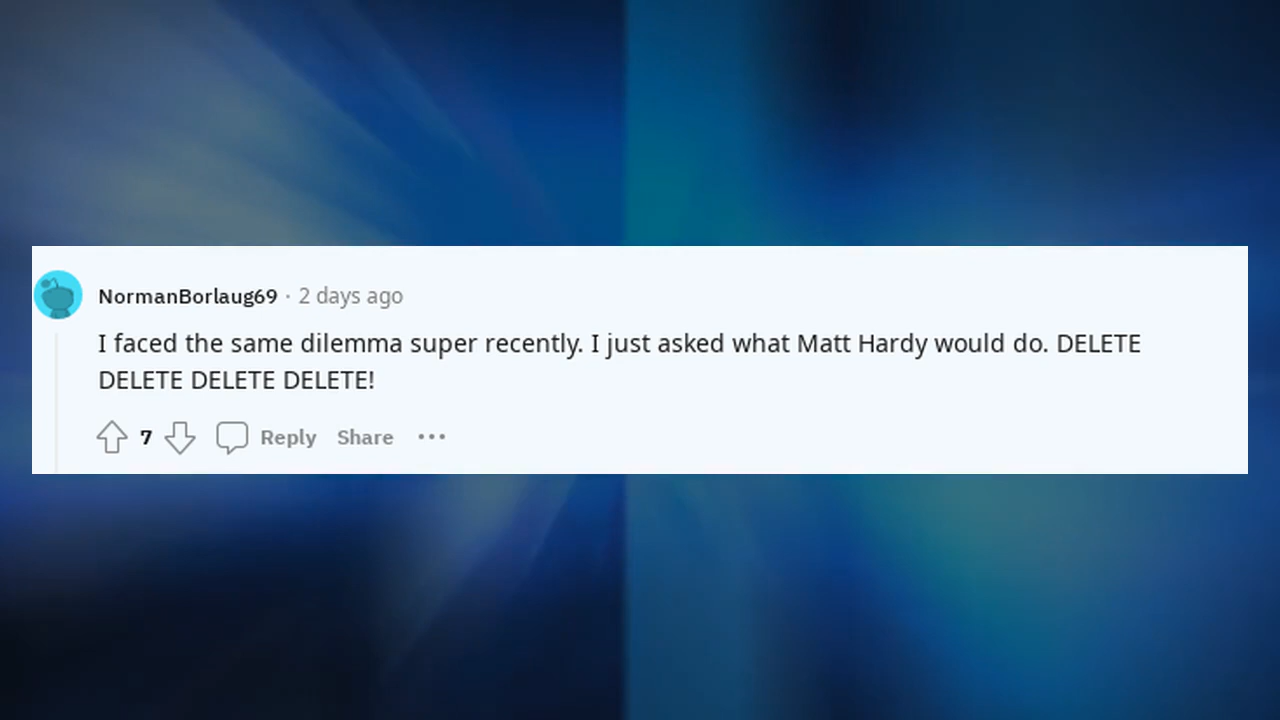 NormanBorlaug69 · 2 days ago
I faced the same dilemma super recently. I just asked what Matt Hardy would do. DELETE
DELETE DELETE DELETE!
7 Reply Share ...